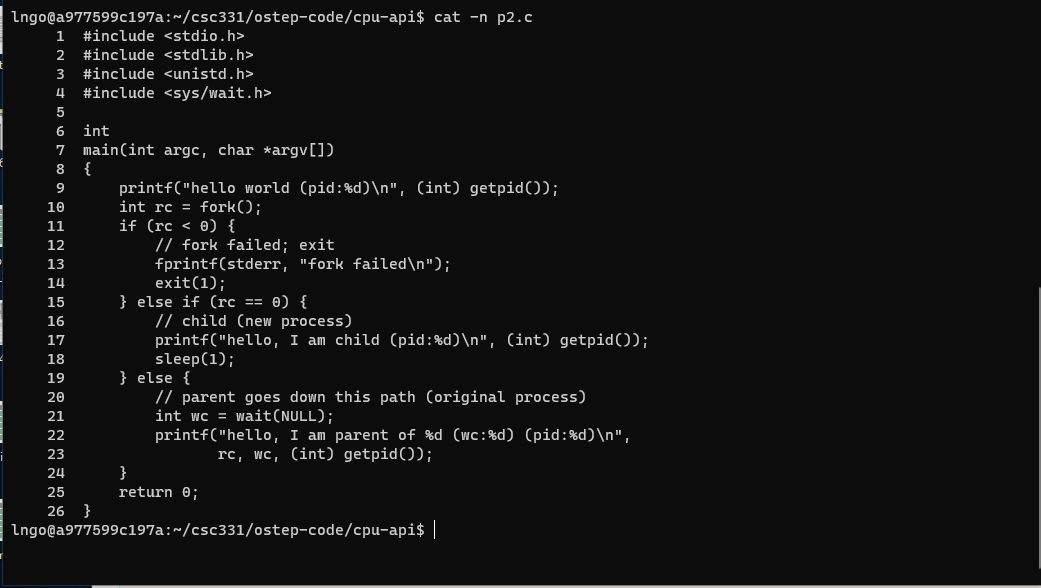 lngo@a977599c197a:~/csc331/ostep-code/cpu-api$ cat -n p2.c
     1  #include <stdio.h>
     2  #include <stdlib.h>
     3  #include <unistd.h>
     4  #include <sys/wait.h>
     5
     6  int
     7  main(int argc, char *argv[])
     8  {
     9      printf("hello world (pid:%d)\n", (int) getpid());
    10      int rc = fork();
    11      if (rc < 0) {
    12          // fork failed; exit
    13          fprintf(stderr, "fork failed\n");
    14          exit(1);
    15      } else if (rc == 0) {
    16          // child (new process)
    17          printf("hello, I am child (pid:%d)\n", (int) getpid());
    18          sleep(1);
    19      } else {
    20          // parent goes down this path (original process)
    21          int wc = wait(NULL);
    22          printf("hello, I am parent of %d (wc:%d) (pid:%d)\n",
    23                 rc, wc, (int) getpid());
    24      }
    25      return 0;
    26  }
lngo@a977599c197a:~/csc331/ostep-code/cpu-api$